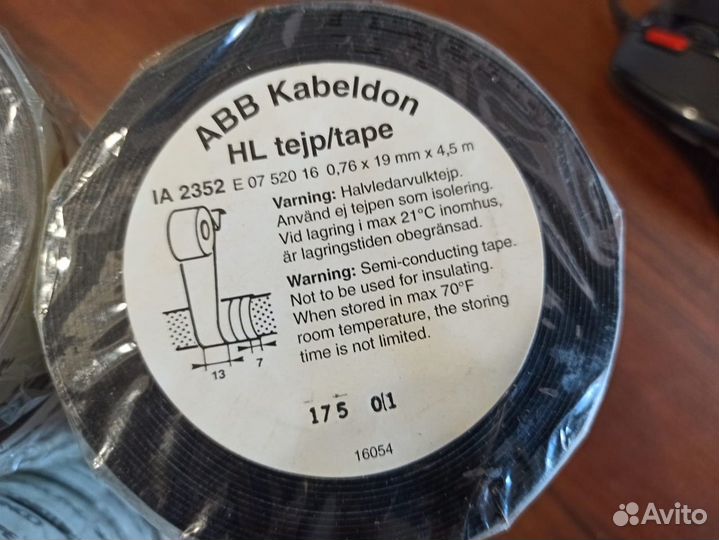 ABB Kabeldon
HL tejp/tape
IA 2352 E 07 520 16 0,76 x 19 mm x 4,5 m
Varning: Halvledarvulktejp.
Använd ej tejpen som isolering.
Vid lagring i max 21°C inomhus,
är lagringstiden obegränsad.
Warning: Semi-conducting tape.
Not to be used for insulating.
When stored in max 70°F
room temperature, the storing
time is not limited.
13
7
175 01
16054
Avito